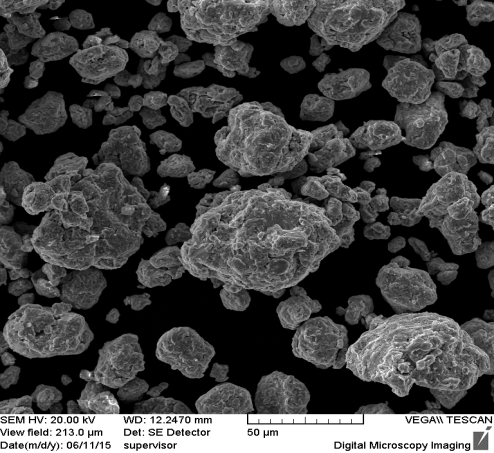 SEM HV: 20.00 kV WD: 12.2470 mm VEGA\\ TESCAN
View field: 213.0 µm Det: SE Detector 50 µm
Date(m/d/y): 06/11/15 supervisor Digital Microscopy Imaging